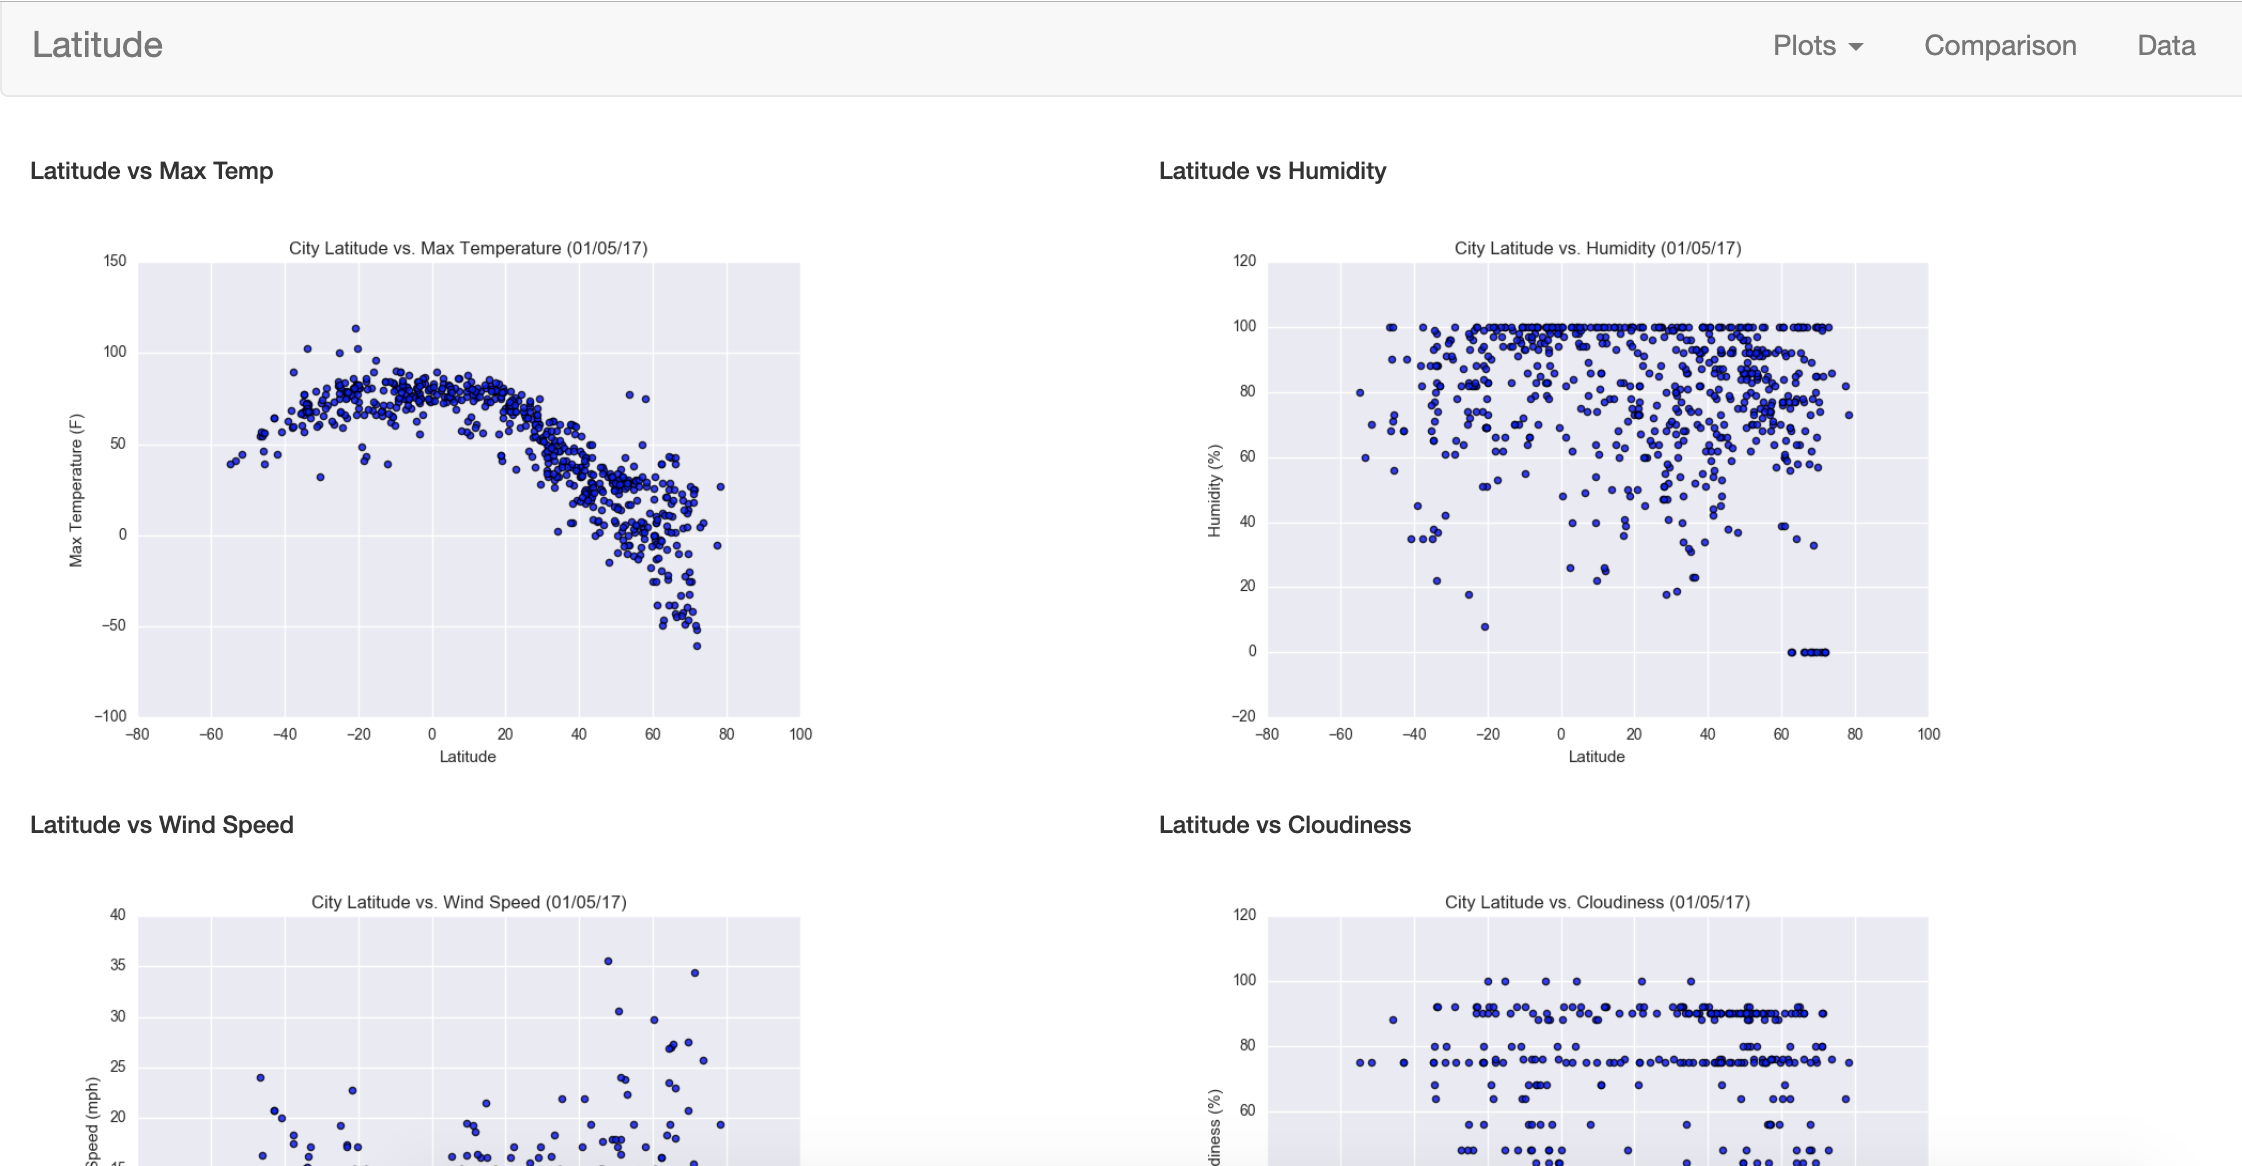 Latitude
Plots Comparison Data
Latitude vs Max Temp
City Latitude vs. Max Temperature (01/05/17)
150
100
50
0
−50
−100
Max Temperature (F)
−80 −60 −40 −20 0 20 40 60 80 100
Latitude
Latitude vs Humidity
City Latitude vs. Humidity (01/05/17)
120
100
80
60
40
20
0
−20
Humidity (%)
−80 −60 −40 −20 0 20 40 60 80 100
Latitude
Latitude vs Wind Speed
City Latitude vs. Wind Speed (01/05/17)
40
35
30
25
20
15
Speed (mph)
Latitude vs Cloudiness
City Latitude vs. Cloudiness (01/05/17)
120
100
80
60
diness (%)